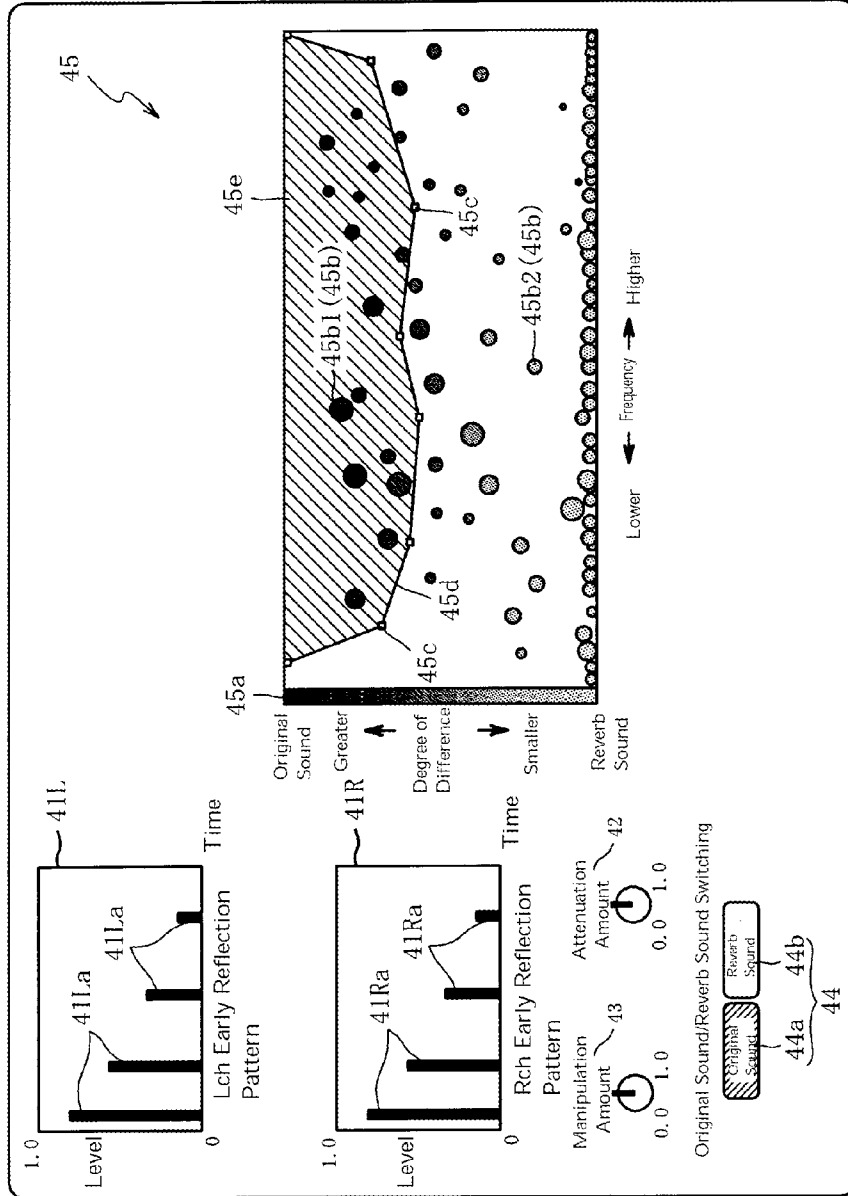 1.0
Level
0
41La
41La
41L
Time
Lch Early Reflection
Pattern
1.0
Level
0
41Ra
41Ra
41R
Time
Rch Early Reflection
Pattern
Manipulation
Amount
43
0.0 1.0
Attenuation
Amount
42
0.0 1.0
Original Sound/Reverb Sound Switching
Original
Sound
Reverb
Sound
44a
44b
44
45
45a
Original
Sound
Greater
Degree of
Difference
Smaller
Reverb
Sound
45c
45d
45b1(45b)
45e
45c
45b2(45b)
Lower
Frequency
Higher